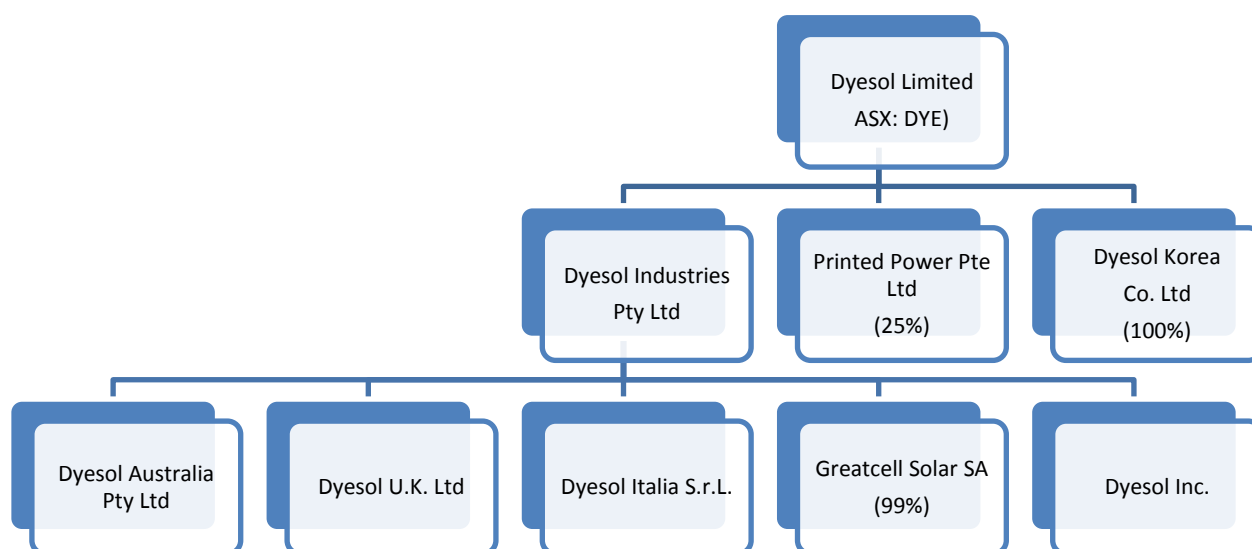 Dyesol Limited
ASX: DYE)
Dyesol Industries
Pty Ltd
Printed Power Pte
Ltd
(25%)
Dyesol Korea
Co. Ltd
(100%)
Dyesol Australia
Pty Ltd
Dyesol U.K. Ltd
Dyesol Italia S.r.L.
Greatcell Solar SA
(99%)
Dyesol Inc.